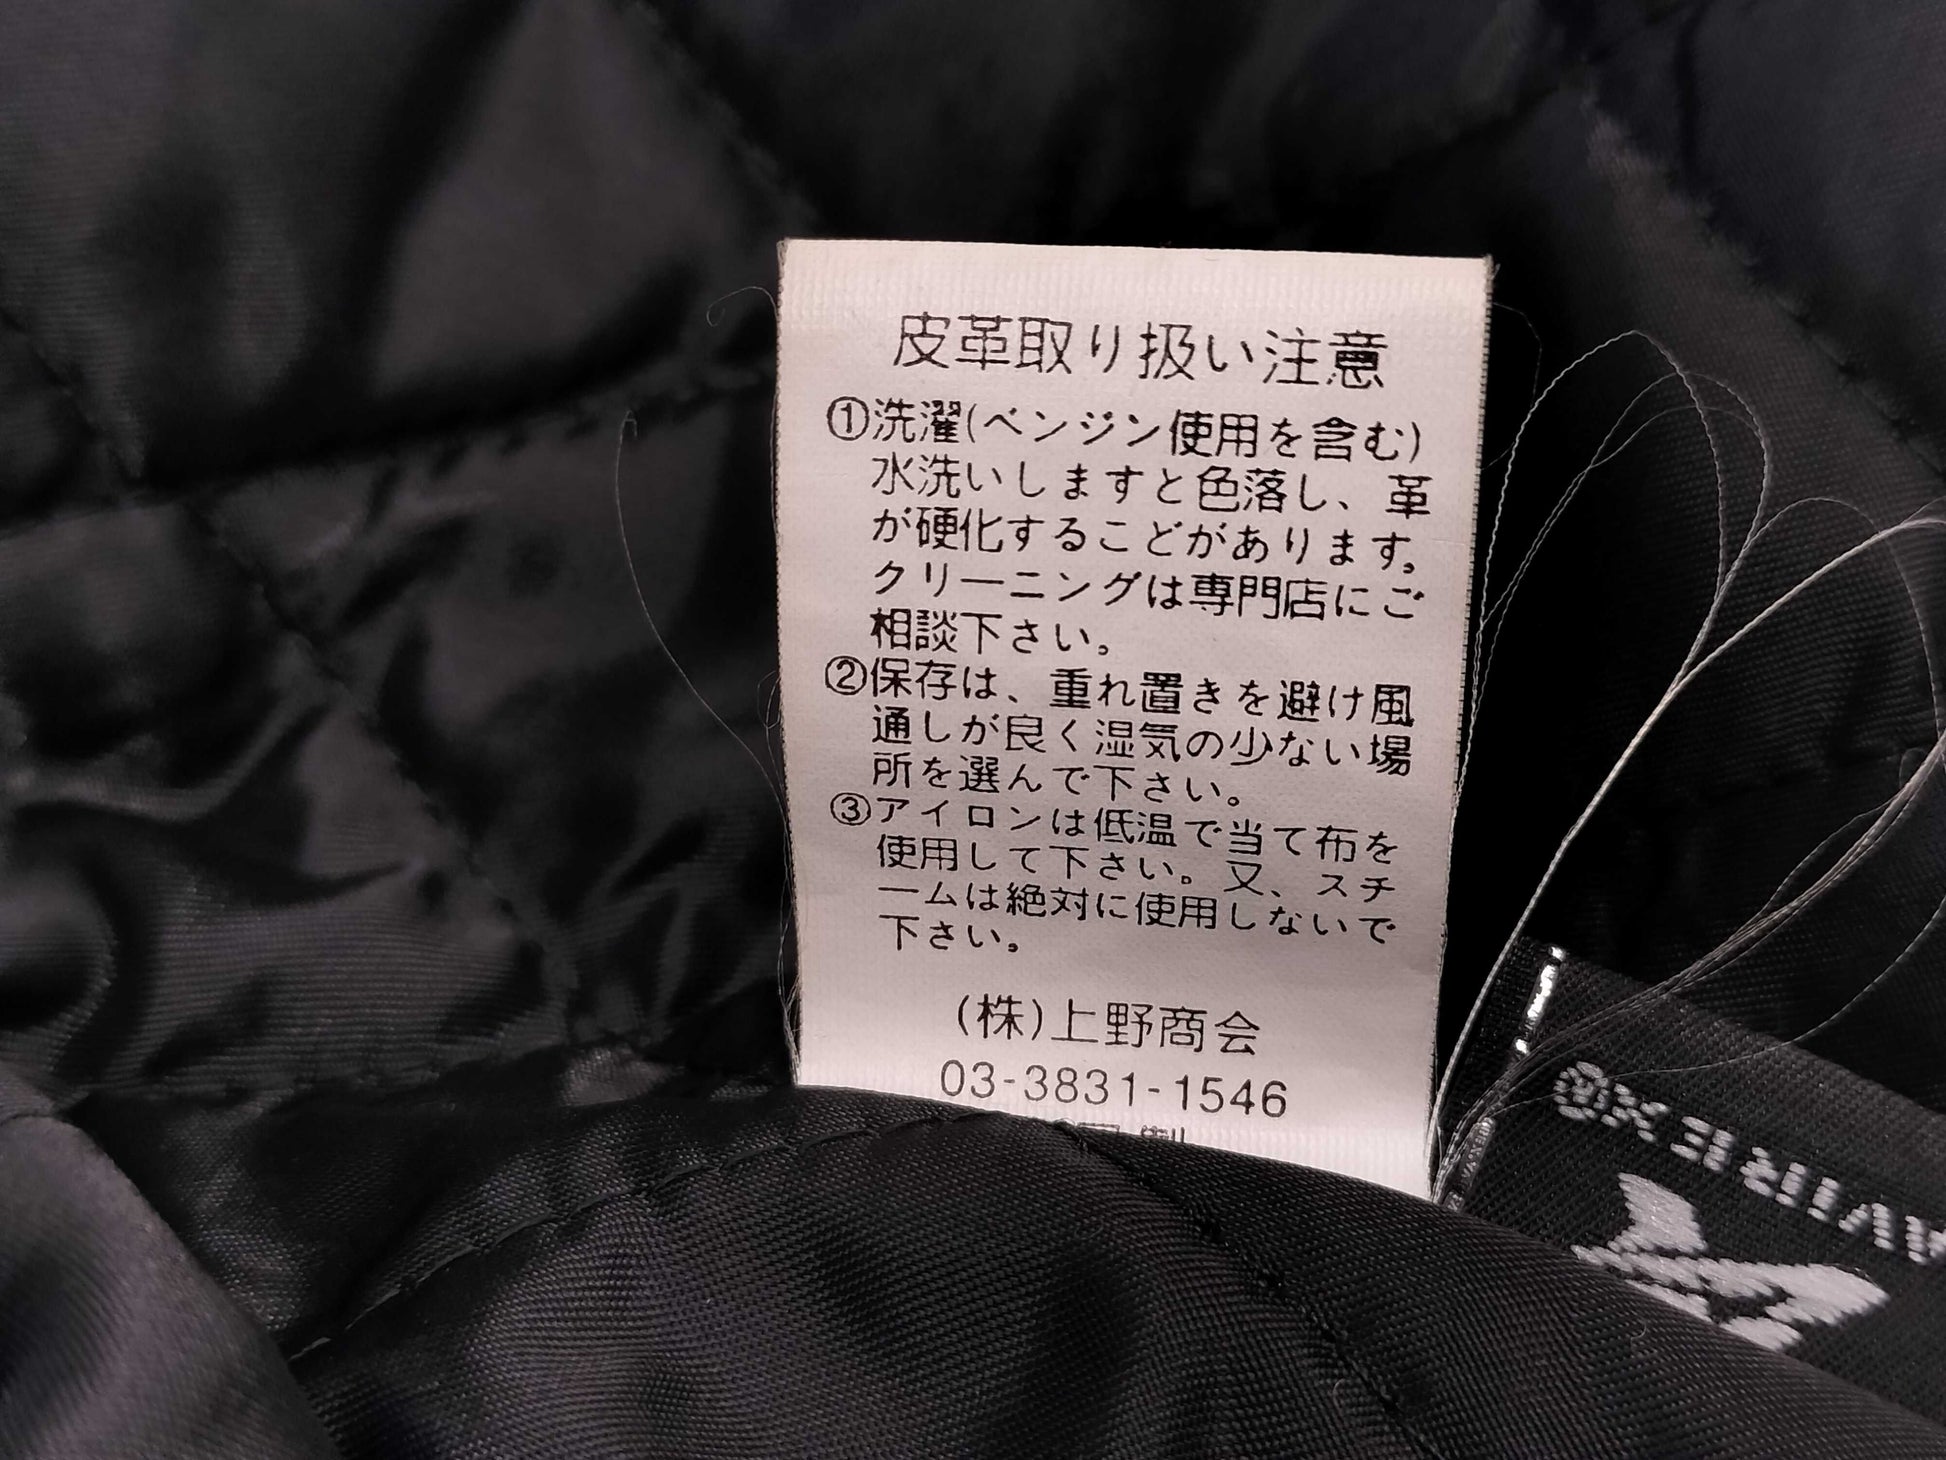 皮革取り扱い注意
①洗濯(ベンジン使用を含む)
水洗いしますと色落し、革
が硬化することがあります。
クリーニングは専門店にご
相談下さい。
②保存は、重れ置きを避け風
通しが良く湿気の少ない場
所を選んで下さい。
③アイロンは低温で当て布を
使用して下さい。又、スチ
ームは絶対に使用しないで
下さい。
(株)上野商会
03-3831-1546
AVIREX®